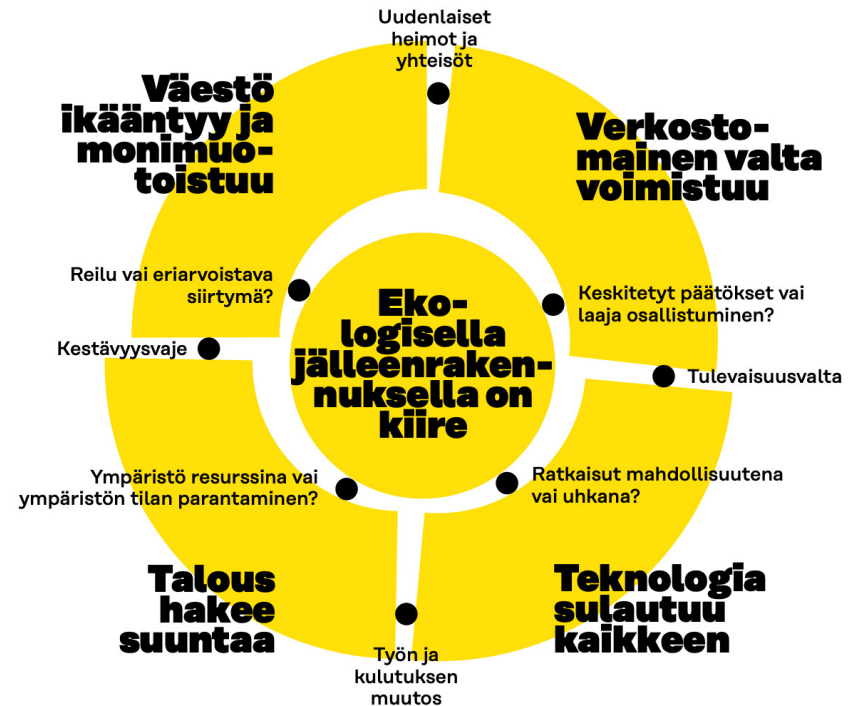 Uudenlaiset
heimot ja
yhteisöt
Väestö
ikääntyy ja
monimuo-
toistuu
Verkosto-
mainen valta
voimistuu
Reilu vai eriarvoistava
siirtymä?
Keskitetyt päätökset vai
laaja osallistuminen?
Eko-
logisella
jälleenraken-
nuksella on
kiire
Kestävyysvaje
Tulevaisuusvalta
Ympäristö resurssina vai
ympäristön tilan parantaminen?
Ratkaisut mahdollisuutena
vai uhkana?
Talous
hakee
suuntaa
Teknologia
sulautuu
kaikkeen
Työn ja
kulutuksen
muutos